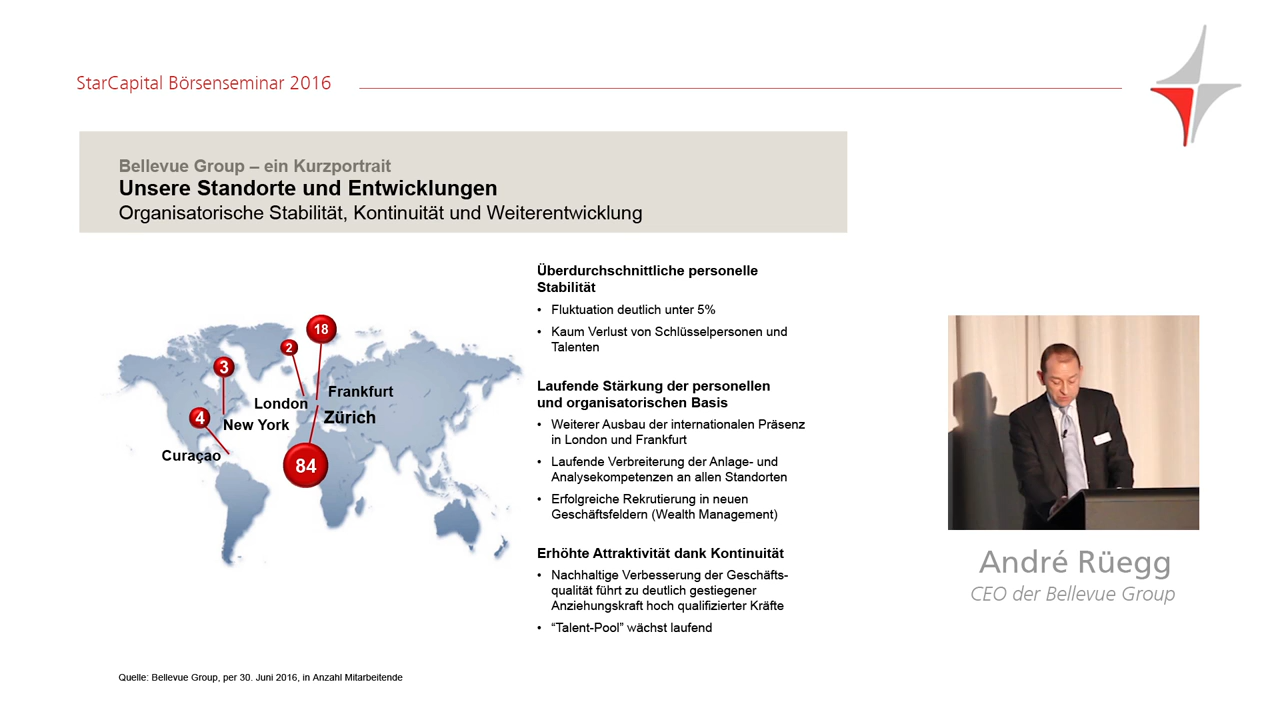 StarCapital Börsenseminar 2016
Bellevue Group – ein Kurzportrait
Unsere Standorte und Entwicklungen
Organisatorische Stabilität, Kontinuität und Weiterentwicklung
18
2
3
Frankfurt
London
4
New York
Zürich
Curaçao
84
Überdurchschnittliche personelle
Stabilität
• Fluktuation deutlich unter 5%
• Kaum Verlust von Schlüsselpersonen und
Talenten
Laufende Stärkung der personellen
und organisatorischen Basis
• Weiterer Ausbau der internationalen Präsenz
in London und Frankfurt
• Laufende Verbreiterung der Anlage- und
Analysekompetenzen an allen Standorten
• Erfolgreiche Rekrutierung in neuen
Geschäftsfeldern (Wealth Management)
Erhöhte Attraktivität dank Kontinuität
• Nachhaltige Verbesserung der Geschäfts-
qualität führt zu deutlich gestiegener
Anziehungskraft hoch qualifizierter Kräfte
• “Talent-Pool” wächst laufend
André Rüegg
CEO der Bellevue Group
Quelle: Bellevue Group, per 30. Juni 2016, in Anzahl Mitarbeitende